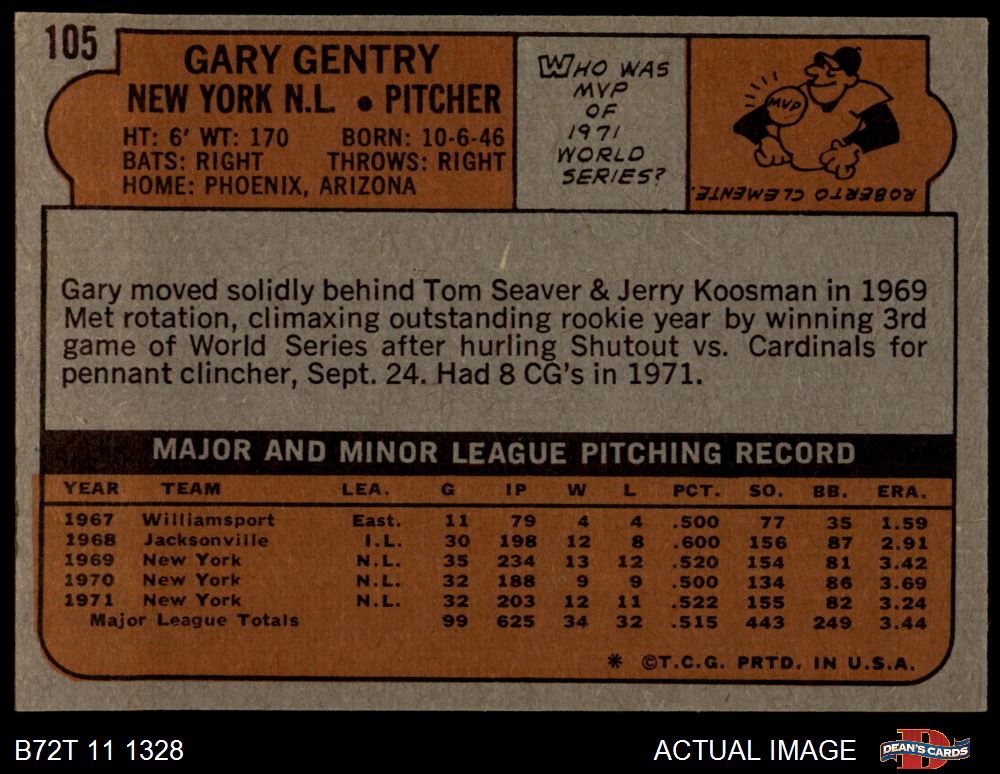 105
GARY GENTRY
NEW YORK N.L. • PITCHER
HT: 6' WT: 170 BORN: 10-6-46
BATS: RIGHT THROWS: RIGHT
HOME: PHOENIX, ARIZONA
WHO WAS
MVP
OF
1971
WORLD
SERIES?
MVP
ROBERTO CLEMENTE.
Gary moved solidly behind Tom Seaver & Jerry Koosman in 1969
Met rotation, climaxing outstanding rookie year by winning 3rd
game of World Series after hurling Shutout vs. Cardinals for
pennant clincher, Sept. 24. Had 8 CG's in 1971.
MAJOR AND MINOR LEAGUE PITCHING RECORD
YEAR TEAM LEA. G IP W L PCT. SO. BB. ERA.
1967 Williamsport East. 11 79 4 4 .500 77 35 1.59
1968 Jacksonville I.L. 30 198 12 8 .600 156 87 2.91
1969 New York N.L. 35 234 13 12 .520 154 81 3.42
1970 New York N.L. 32 188 9 9 .500 134 86 3.69
1971 New York N.L. 32 203 12 11 .522 155 82 3.24
Major League Totals 99 625 34 32 .515 443 249 3.44
* ©T.C.G. PRTD. IN U.S.A.
B72T 11 1328
ACTUAL IMAGE
D
DEAN'S CARDS